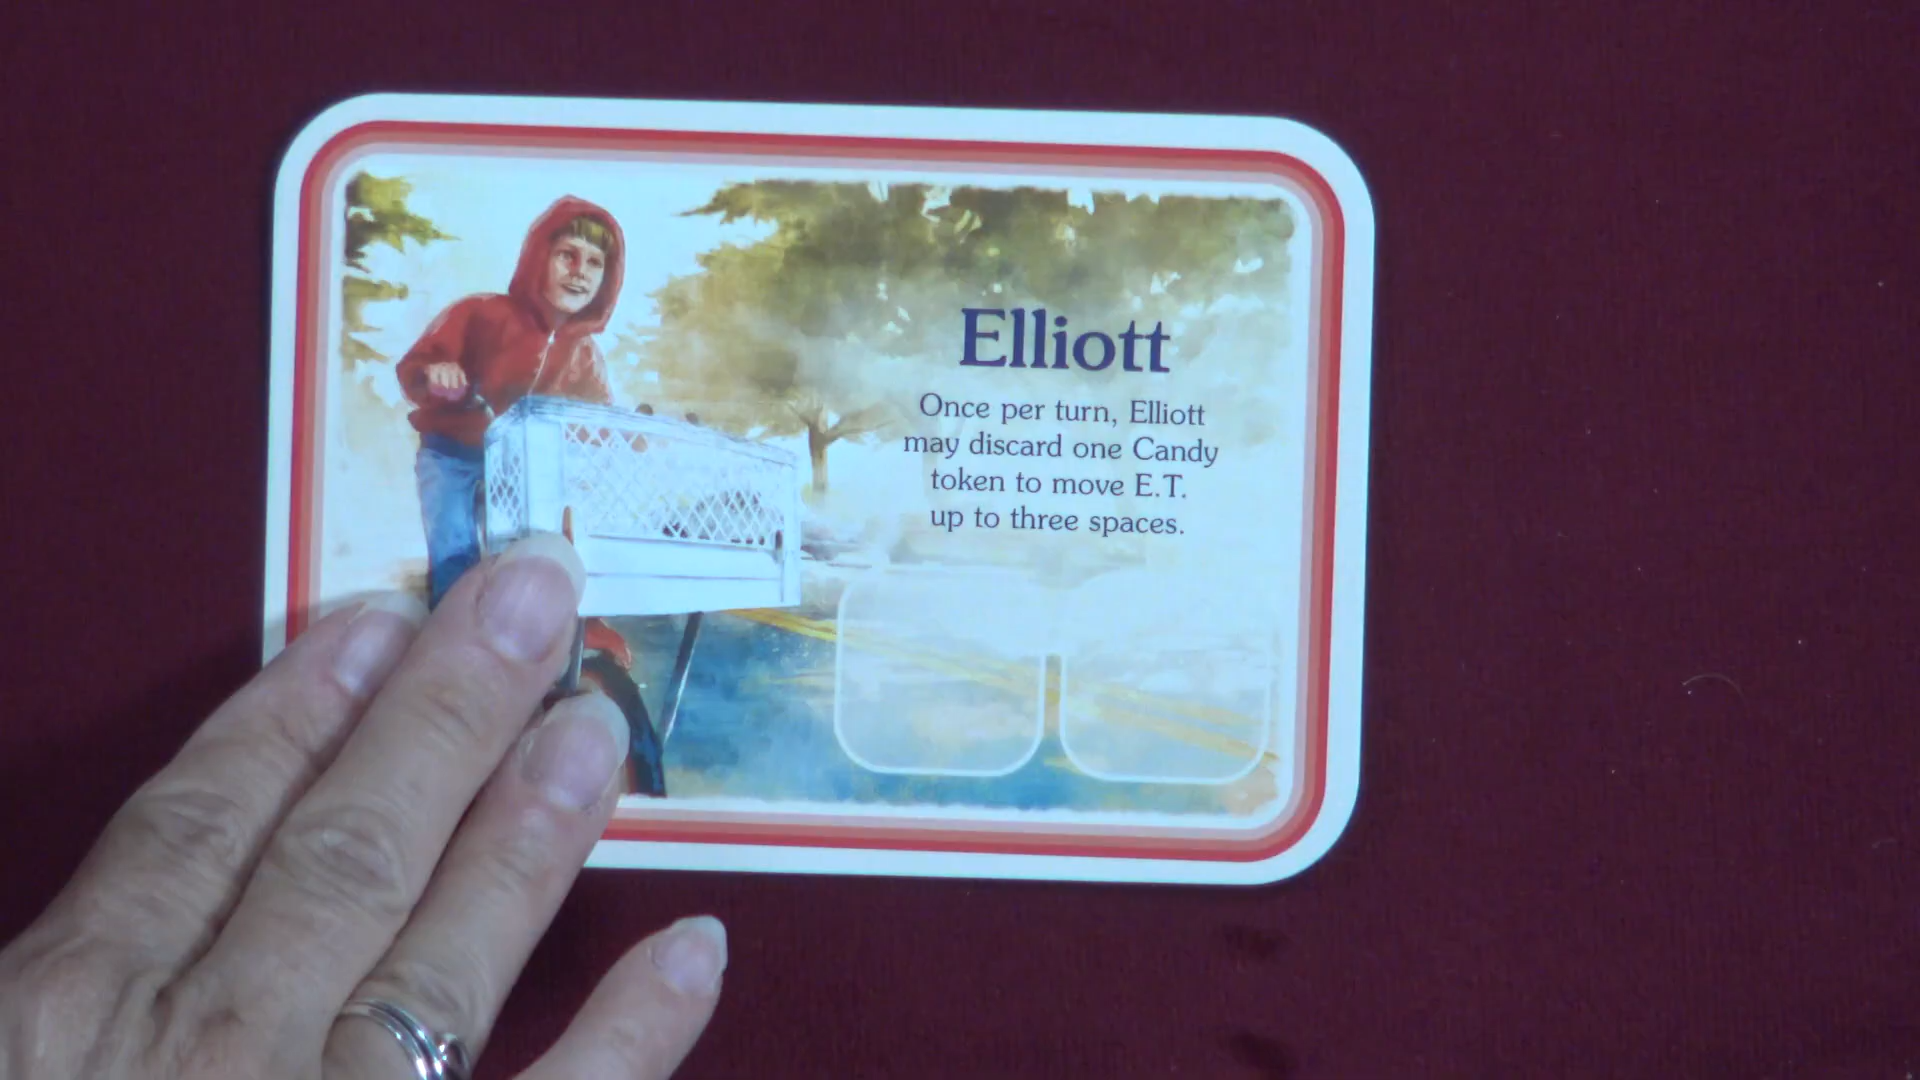 Elliott
Once per turn, Elliott
may discard one Candy
token to move E.T.
up to three spaces.